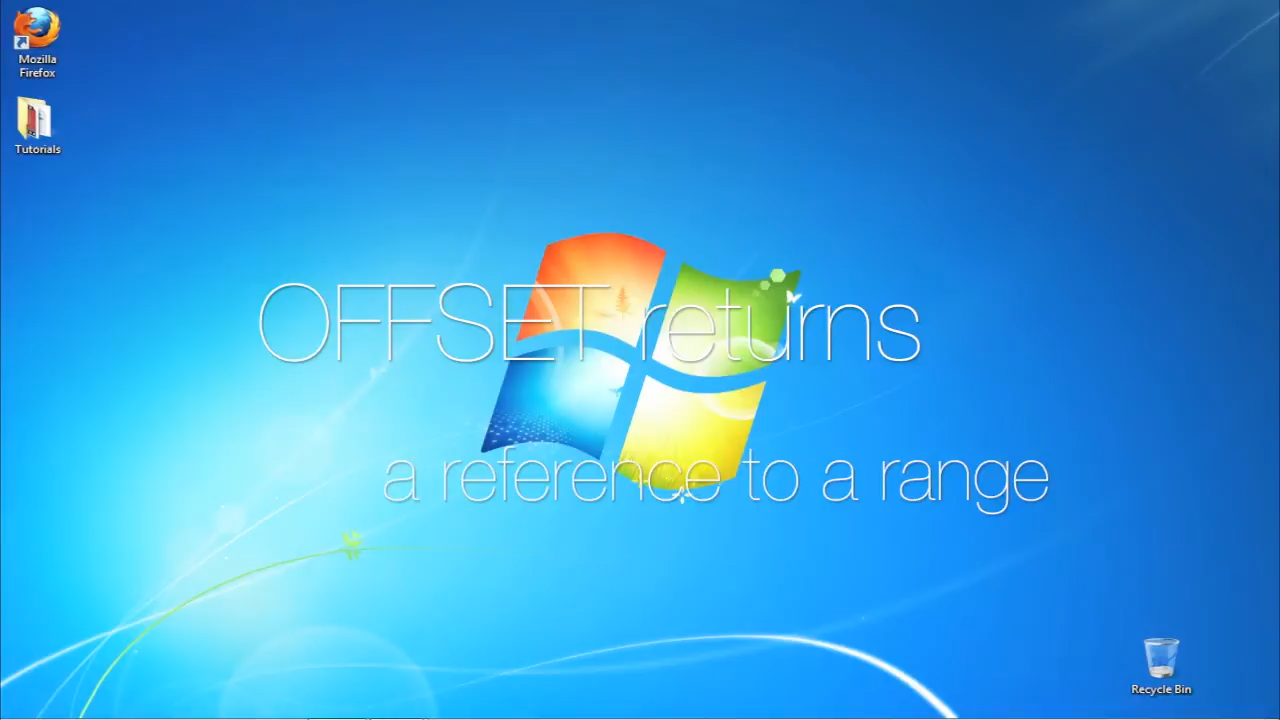 Mozilla
Firefox
Tutorials
OFFSET returns
a reference to a range
Recycle Bin